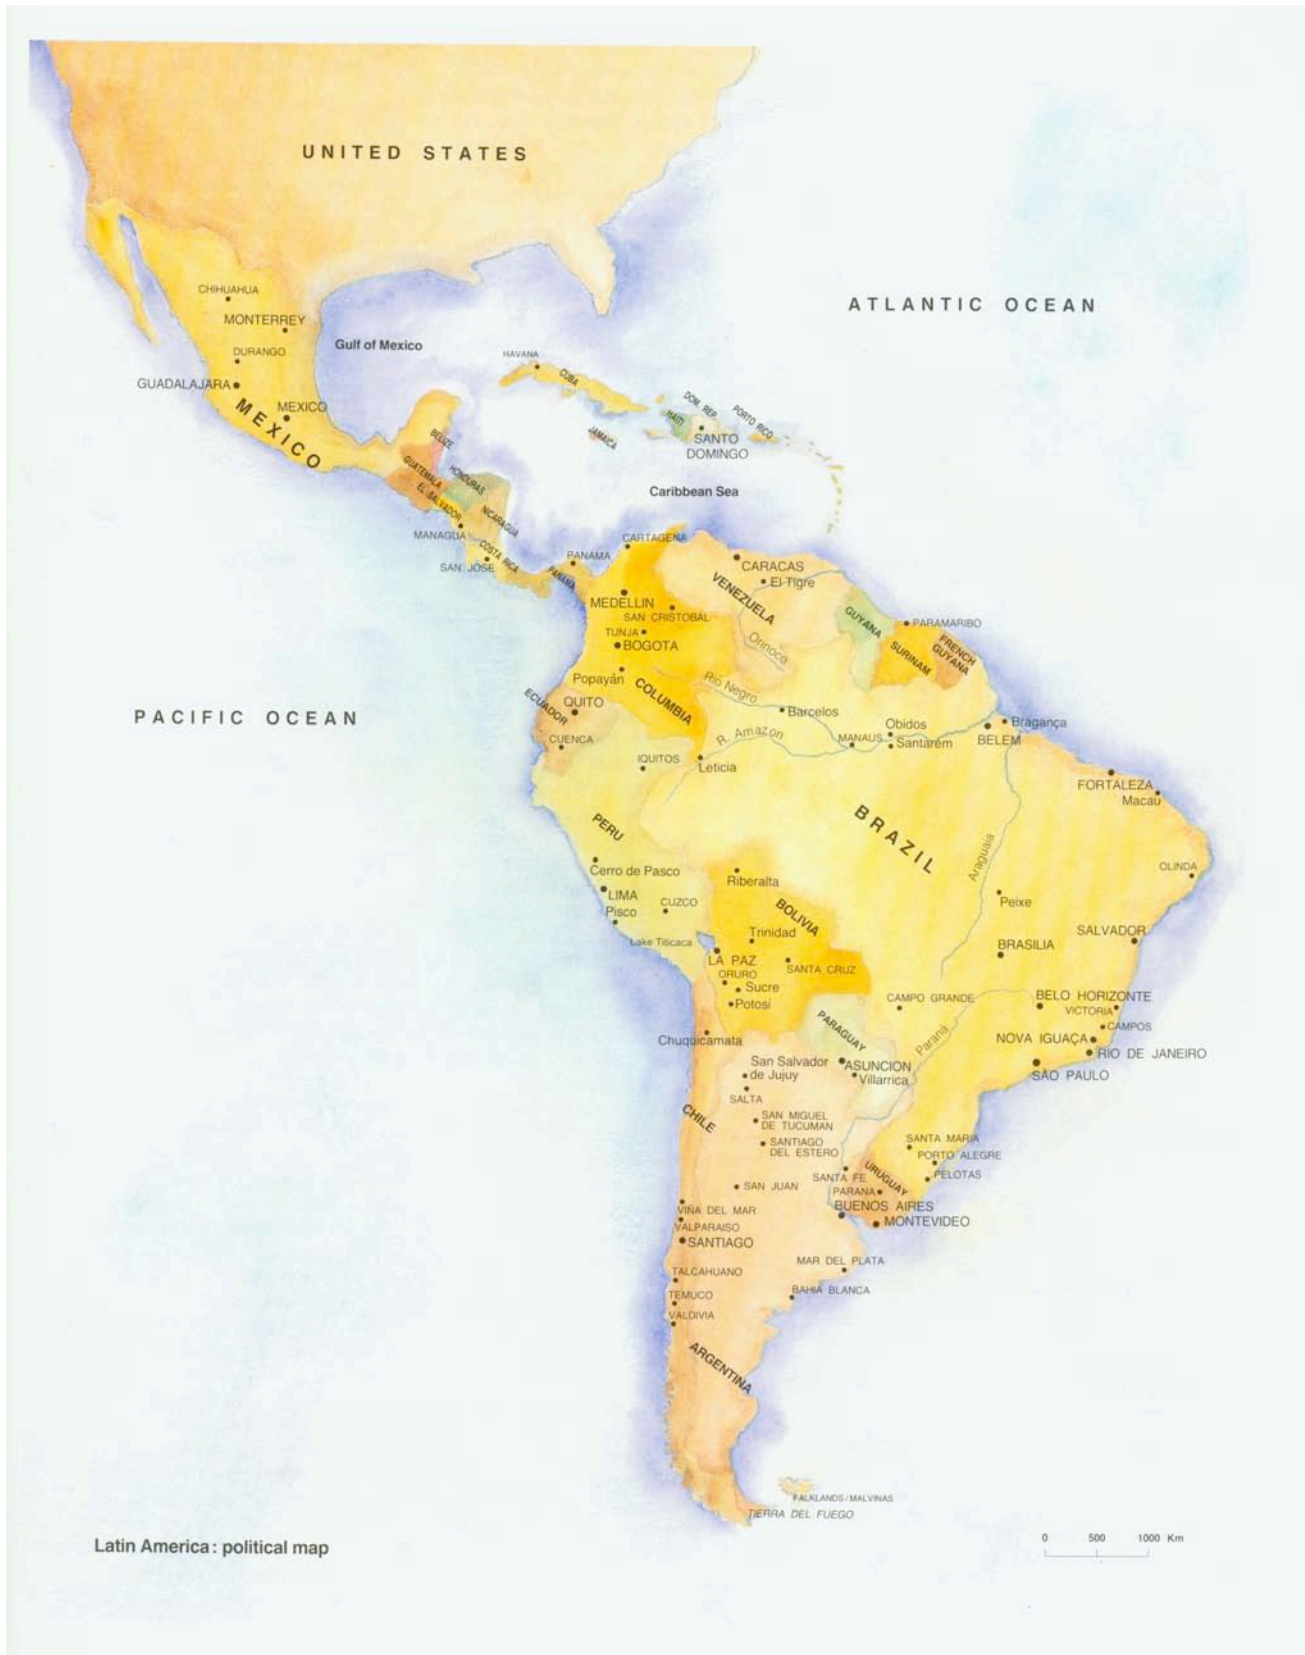 UNITED STATES
ATLANTIC OCEAN
CHIHUAHUA
MONTERREY
Gulf of Mexico
DURANGO
HAVANA
GUADALAJARA
CUBA
MEXICO
MEXICO
DOM. REP.
PORTO RICO
HAITI
JAMAICA
SANTO
DOMINGO
BELIZE
GUATEMALA
HONDURAS
EL SALVADOR
Caribbean Sea
NICARAGUA
MANAGUA
CARTAGENA
COSTA RICA
PANAMA
SAN JOSE
PANAMA
CARACAS
El Tigre
VENEZUELA
MEDELLIN
SAN CRISTOBAL
GUYANA
PARAMARIBO
TUNJA
BOGOTA
Orinoco
SURINAM
FRENCH
GUYANA
Popayán
COLUMBIA
Rio Negro
ECUADOR
QUITO
PACIFIC OCEAN
Barcelos
Obidos
Bragança
CUENCA
R. Amazon
MANAUS
Santarém
BELEM
IQUITOS
Leticia
FORTALEZA
Macau
PERU
BRAZIL
Araguaia
OLINDA
Cerro de Pasco
Riberalta
LIMA
CUZCO
Pisco
BOLIVIA
Peixe
Lake Titicaca
Trinidad
SALVADOR
BRASILIA
LA PAZ
SANTA CRUZ
ORURO
Sucre
Potosí
CAMPO GRANDE
BELO HORIZONTE
VICTORIA
PARAGUAY
CAMPOS
Chuquicamata
Paraná
NOVA IGUAÇA
RIO DE JANEIRO
San Salvador
de Jujuy
ASUNCION
Villarrica
SÃO PAULO
SALTA
CHILE
SAN MIGUEL
DE TUCUMAN
SANTIAGO
DEL ESTERO
SANTA MARIA
PORTO ALEGRE
SANTA FE
URUGUAY
PELOTAS
SAN JUAN
PARANA
VIÑA DEL MAR
BUENOS AIRES
VALPARAISO
MONTEVIDEO
SANTIAGO
MAR DEL PLATA
TALCAHUANO
BAHIA BLANCA
TEMUCO
VALDIVIA
ARGENTINA
FALKLANDS/MALVINAS
TIERRA DEL FUEGO
Latin America: political map
0 500 1000 Km